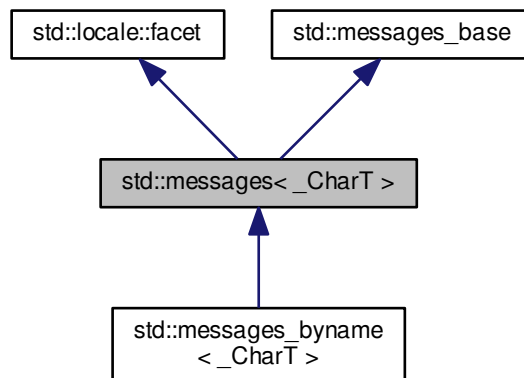 std::locale::facet
std::messages_base
std::messages< _CharT >
std::messages_byname
< _CharT >